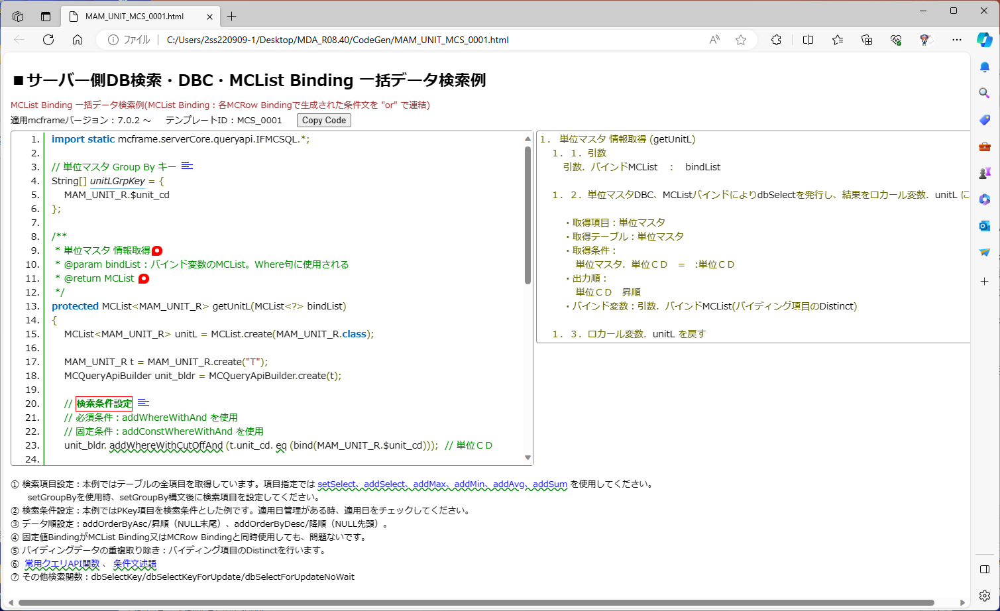 MAM_UNIT_MCS_0001.html
ファイル C:/Users/2ss220909-1/Desktop/MDA_R08.40/CodeGen/MAM_UNIT_MCS_0001.html
■サーバー側DB検索・DBC・MCList Binding 一括データ検索例
MCList Binding 一括データ検索例(MCList Binding：各MCRow Bindingで生成された条件文を "or" で連結)
適用mcframeバージョン：7.0.2 ～ テンプレートID：MCS_0001 Copy Code
1. import static mcframe.serverCore.queryapi.IFMCSQL.*;
2.
3. // 単位マスタ Group By キー
4. String[] unitLGrpKey = {
5. MAM_UNIT_R.$unit_cd
6. };
7.
8. /**
9. * 単位マスタ 情報取得
10. * @param bindList：バインド変数のMCList。Where句に使用される
11. * @return MCList
12. */
13. protected MCList<MAM_UNIT_R> getUnitL(MCList<?> bindList)
14. {
15. MCList<MAM_UNIT_R> unitL = MCList.create(MAM_UNIT_R.class);
16.
17. MAM_UNIT_R t = MAM_UNIT_R.create("T");
18. MCQueryApiBuilder unit_bldr = MCQueryApiBuilder.create(t);
19.
20. // 検索条件設定
21. // 必須条件：addWhereWithAnd を使用
22. // 固定条件：addConstWhereWithAnd を使用
23. unit_bldr. addWhereWithCutOffAnd (t.unit_cd. eq (bind(MAM_UNIT_R.$unit_cd))); // 単位ＣＤ
24.
１． 単位マスタ 情報取得 (getUnitL)
１．１．引数
引数．バインドMCList ： bindList
１．２．単位マスタDBC、MCListバインドによりdbSelectを発行し、結果をロカール変数．unitL に
・取得項目：単位マスタ
・取得テーブル：単位マスタ
・取得条件：
単位マスタ．単位ＣＤ ＝ :単位ＣＤ
・出力順：
単位ＣＤ 昇順
・バインド変数：引数．バインドMCList(バイディング項目のDistinct)
１．３．ロカール変数．unitL を戻す
① 検索項目設定：本例ではテーブルの全項目を取得しています。項目指定では setSelect、addSelect、addMax、addMin、addAvg、addSum を使用してください。
setGroupByを使用時、setGroupBy構文後に検索項目を設定してください。
② 検索条件設定：本例ではPKey項目を検索条件とした例です。適用日管理がある時、適用日をチェックしてください。
③ データ順設定：addOrderByAsc/昇順（NULL末尾）、addOrderByDesc/降順（NULL先頭）。
④ 固定値BindingがMCList Binding又はMCRow Bindingと同時使用しても、問題ないです。
⑤ バイディングデータの重複取り除き：バイディング項目のDistinctを行います。
⑥ 常用クエリAPI関数 、 条件文述語
⑦ その他検索関数：dbSelectKey/dbSelectKeyForUpdate/dbSelectForUpdateNoWait